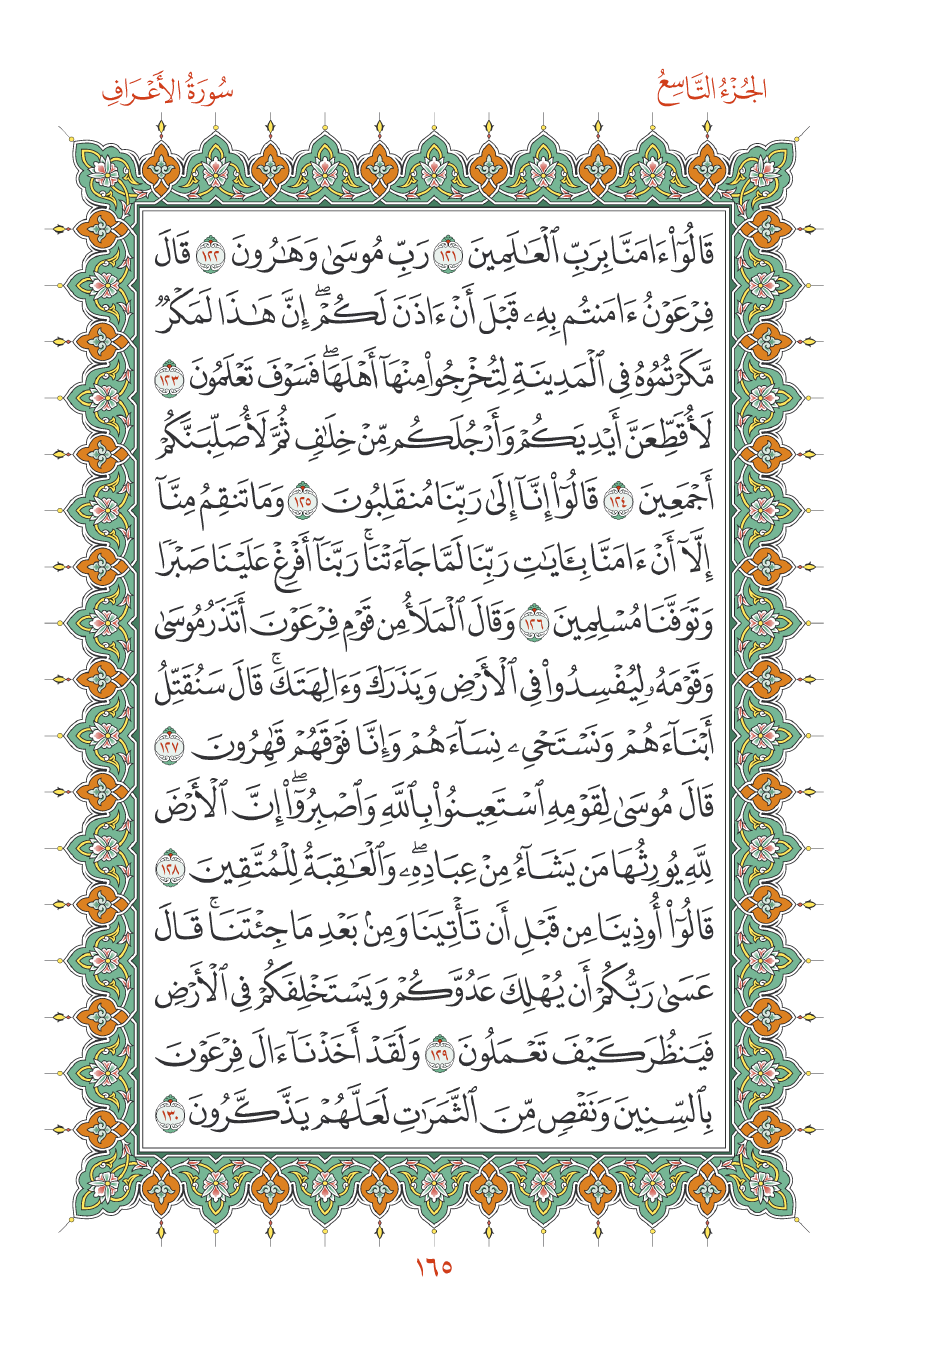 الجُزْءُ التَّاسِعُ
سُورَةُ الأَعْرَافِ
قَالُوٓا۟ ءَامَنَّا بِرَبِّ ٱلْعَٰلَمِينَ ١٢١ رَبِّ مُوسَىٰ وَهَٰرُونَ ١٢٢ قَالَ
فِرْعَوْنُ ءَامَنتُم بِهِۦ قَبْلَ أَنْ ءَاذَنَ لَكُمْ ۖ إِنَّ هَٰذَا لَمَكْرٌ
مَّكَرْتُمُوهُ فِى ٱلْمَدِينَةِ لِتُخْرِجُوا۟ مِنْهَآ أَهْلَهَا ۖ فَسَوْفَ تَعْلَمُونَ ١٢٣
لَأُقَطِّعَنَّ أَيْدِيَكُمْ وَأَرْجُلَكُم مِّنْ خِلَٰفٍ ثُمَّ لَأُصَلِّبَنَّكُمْ
أَجْمَعِينَ ١٢٤ قَالُوٓا۟ إِنَّآ إِلَىٰ رَبِّنَا مُنقَلِبُونَ ١٢٥ وَمَا تَنقِمُ مِنَّآ
إِلَّآ أَنْ ءَامَنَّا بِـَٔايَٰتِ رَبِّنَا لَمَّا جَآءَتْنَا ۚ رَبَّنَآ أَفْرِغْ عَلَيْنَا صَبْرًا
وَتَوَفَّنَا مُسْلِمِينَ ١٢٦ وَقَالَ ٱلْمَلَأُ مِن قَوْمِ فِرْعَوْنَ أَتَذَرُ مُوسَىٰ
وَقَوْمَهُۥ لِيُفْسِدُوا۟ فِى ٱلْأَرْضِ وَيَذَرَكَ وَءَالِهَتَكَ ۚ قَالَ سَنُقَتِّلُ
أَبْنَآءَهُمْ وَنَسْتَحْىِۦ نِسَآءَهُمْ وَإِنَّا فَوْقَهُمْ قَٰهِرُونَ ١٢٧
قَالَ مُوسَىٰ لِقَوْمِهِ ٱسْتَعِينُوا۟ بِٱللَّهِ وَٱصْبِرُوٓا۟ ۖ إِنَّ ٱلْأَرْضَ
لِلَّهِ يُورِثُهَا مَن يَشَآءُ مِنْ عِبَادِهِۦ ۖ وَٱلْعَٰقِبَةُ لِلْمُتَّقِينَ ١٢٨
قَالُوٓا۟ أُوذِينَا مِن قَبْلِ أَن تَأْتِيَنَا وَمِنۢ بَعْدِ مَا جِئْتَنَا ۚ قَالَ
عَسَىٰ رَبُّكُمْ أَن يُهْلِكَ عَدُوَّكُمْ وَيَسْتَخْلِفَكُمْ فِى ٱلْأَرْضِ
فَيَنظُرَ كَيْفَ تَعْمَلُونَ ١٢٩ وَلَقَدْ أَخَذْنَآ ءَالَ فِرْعَوْنَ
بِٱلسِّنِينَ وَنَقْصٍ مِّنَ ٱلثَّمَرَٰتِ لَعَلَّهُمْ يَذَّكَّرُونَ ١٣٠
١٦٥